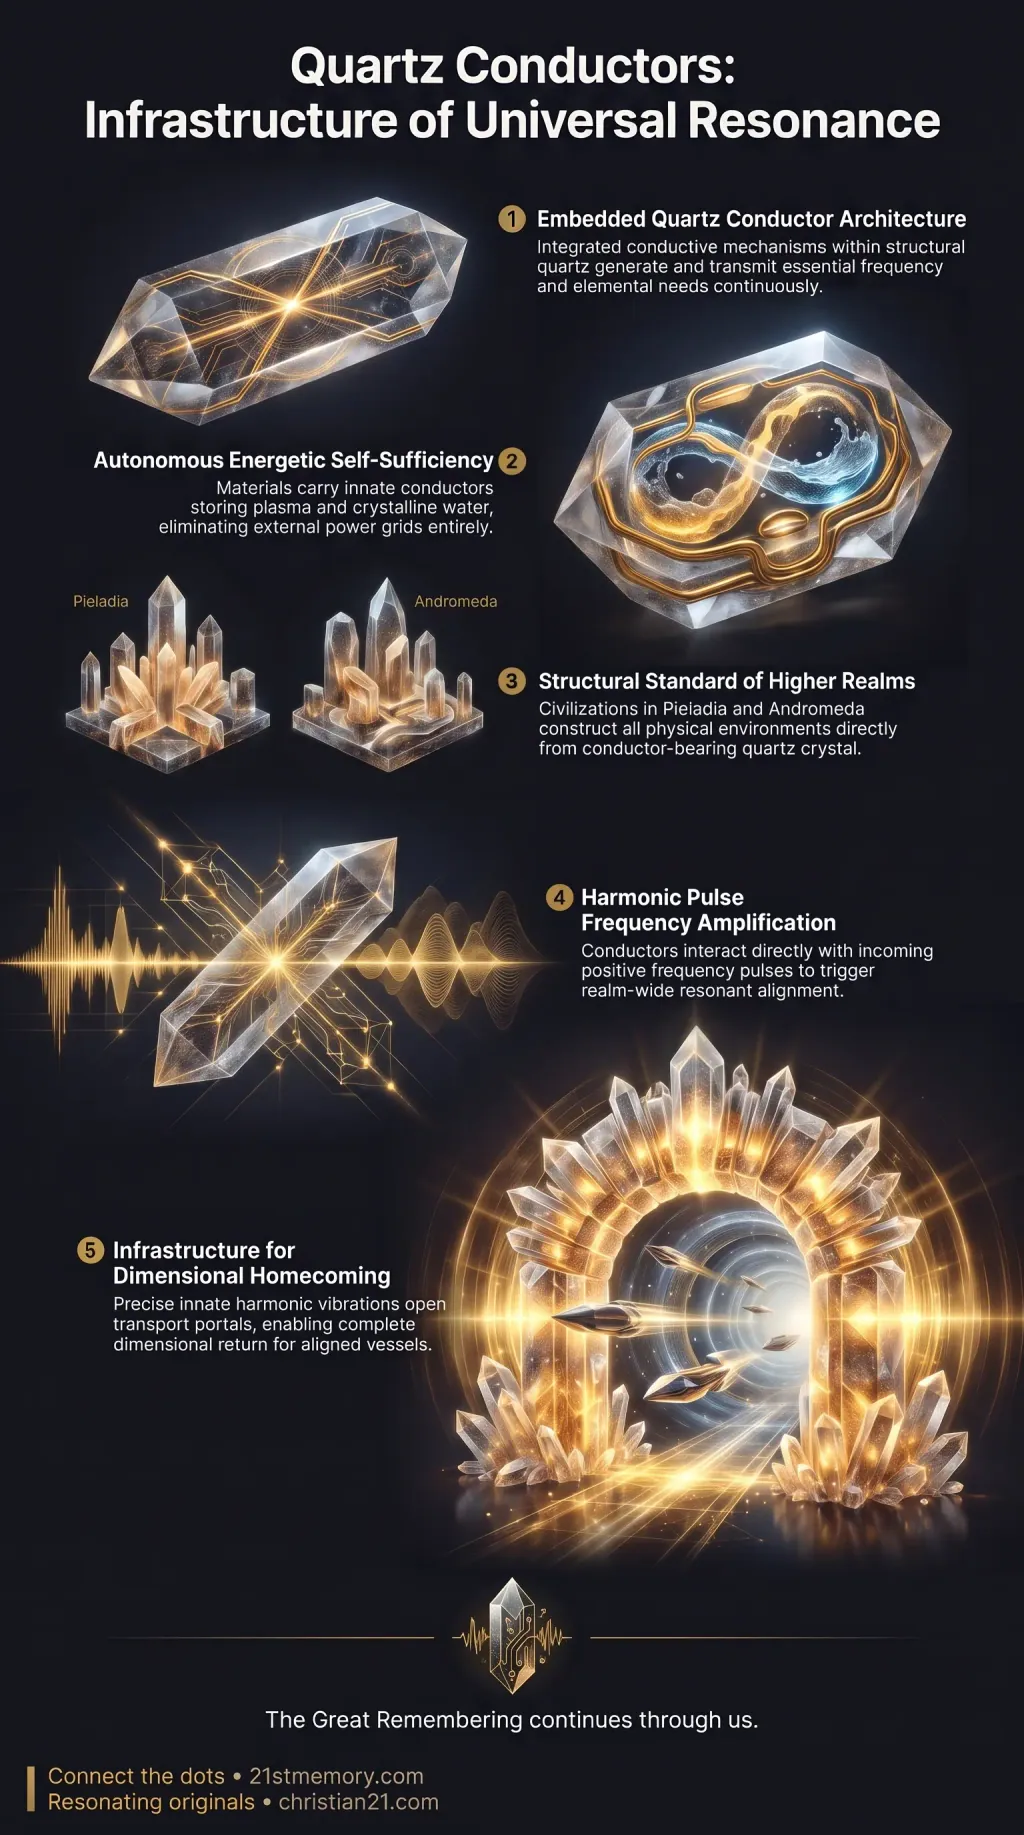 Quartz Conductors:
Infrastructure of Universal Resonance
1 Embedded Quartz Conductor Architecture
Integrated conductive mechanisms within structural
quartz generate and transmit essential frequency
and elemental needs continuously.
Autonomous Energetic Self-Sufficiency 2
Materials carry innate conductors
storing plasma and crystalline water,
eliminating external power grids entirely.
Pieladia
Andromeda
3 Structural Standard of Higher Realms
Civilizations in Pieladia and Andromeda
construct all physical environments directly
from conductor-bearing quartz crystal.
4 Harmonic Pulse
Frequency Amplification
Conductors interact directly with incoming
positive frequency pulses to trigger
realm-wide resonant alignment.
5 Infrastructure for
Dimensional Homecoming
Precise innate harmonic vibrations open
transport portals, enabling complete
dimensional return for aligned vessels.
The Great Remembering continues through us.
Connect the dots • 21stmemory.com
Resonating originals • christian21.com